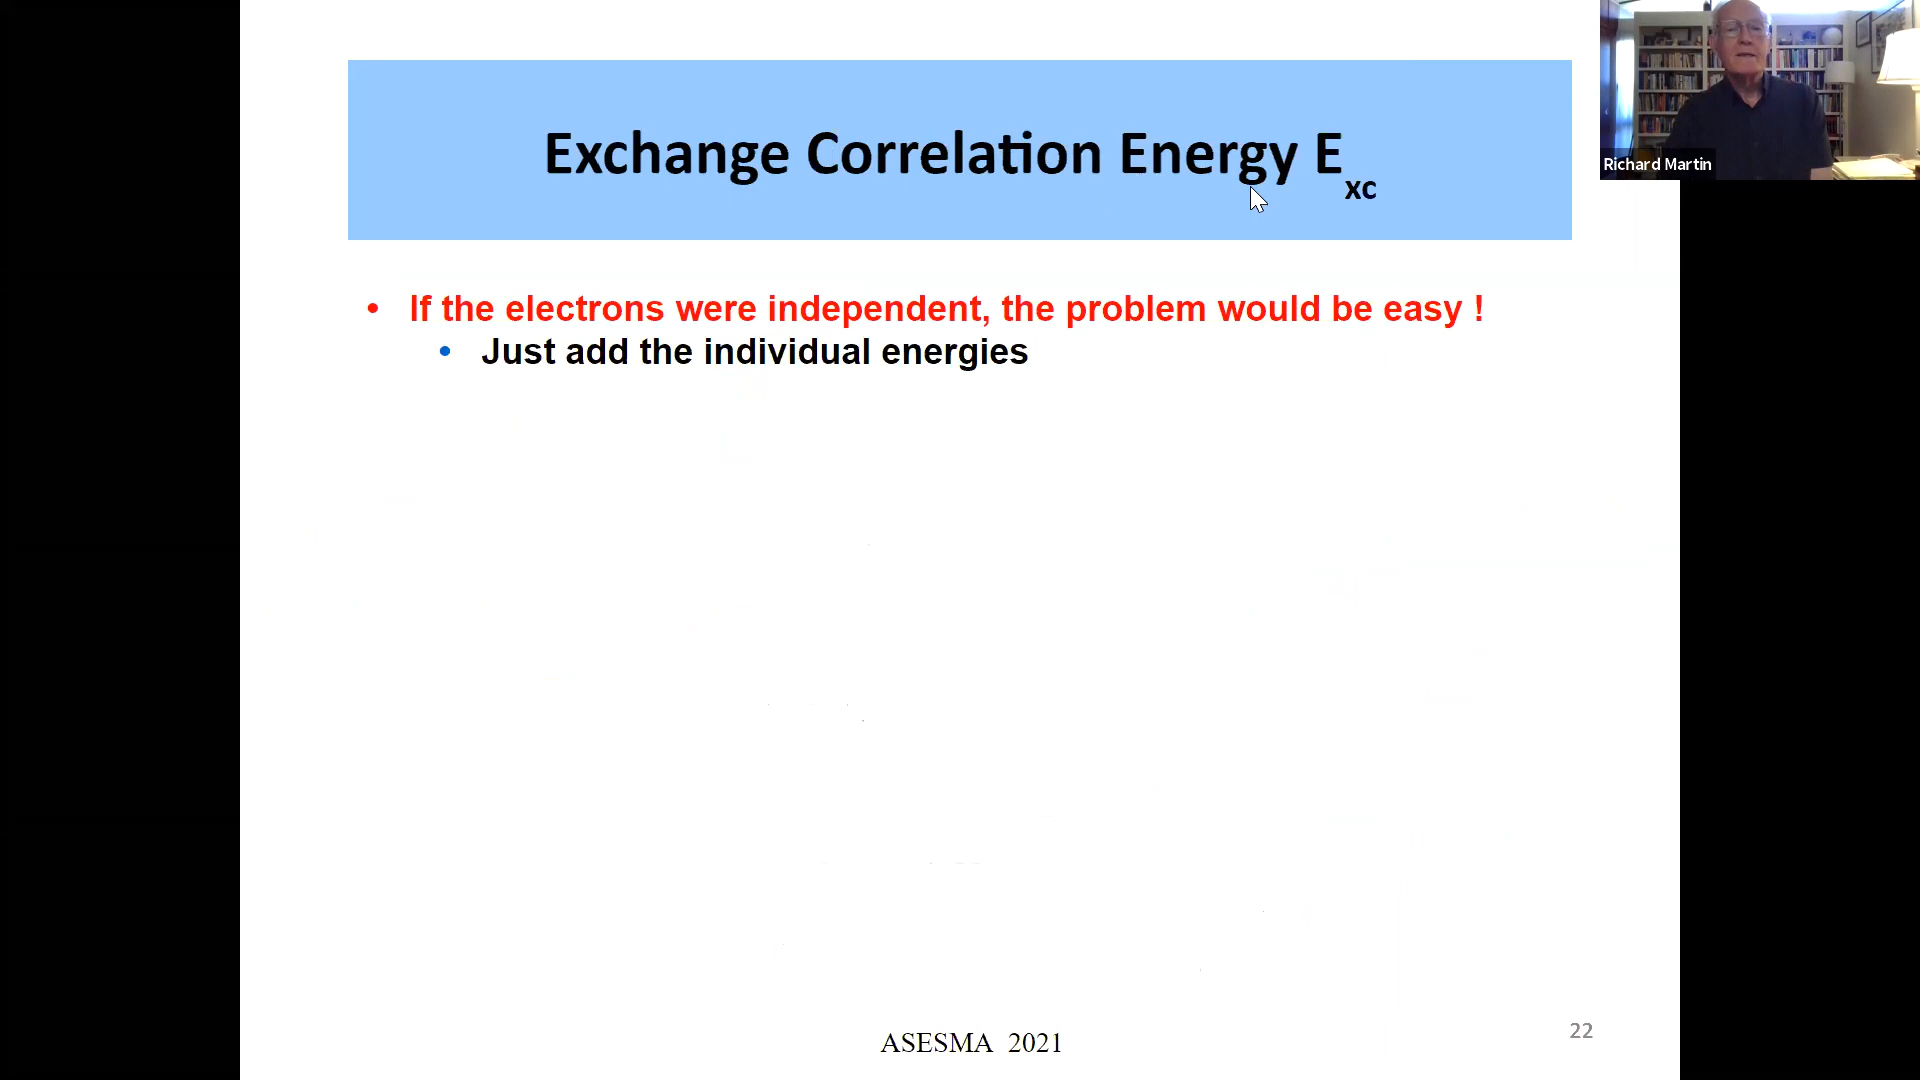 Exchange Correlation Energy E xc
Richard Martin
• If the electrons were independent, the problem would be easy !
• Just add the individual energies
ASESMA 2021
22